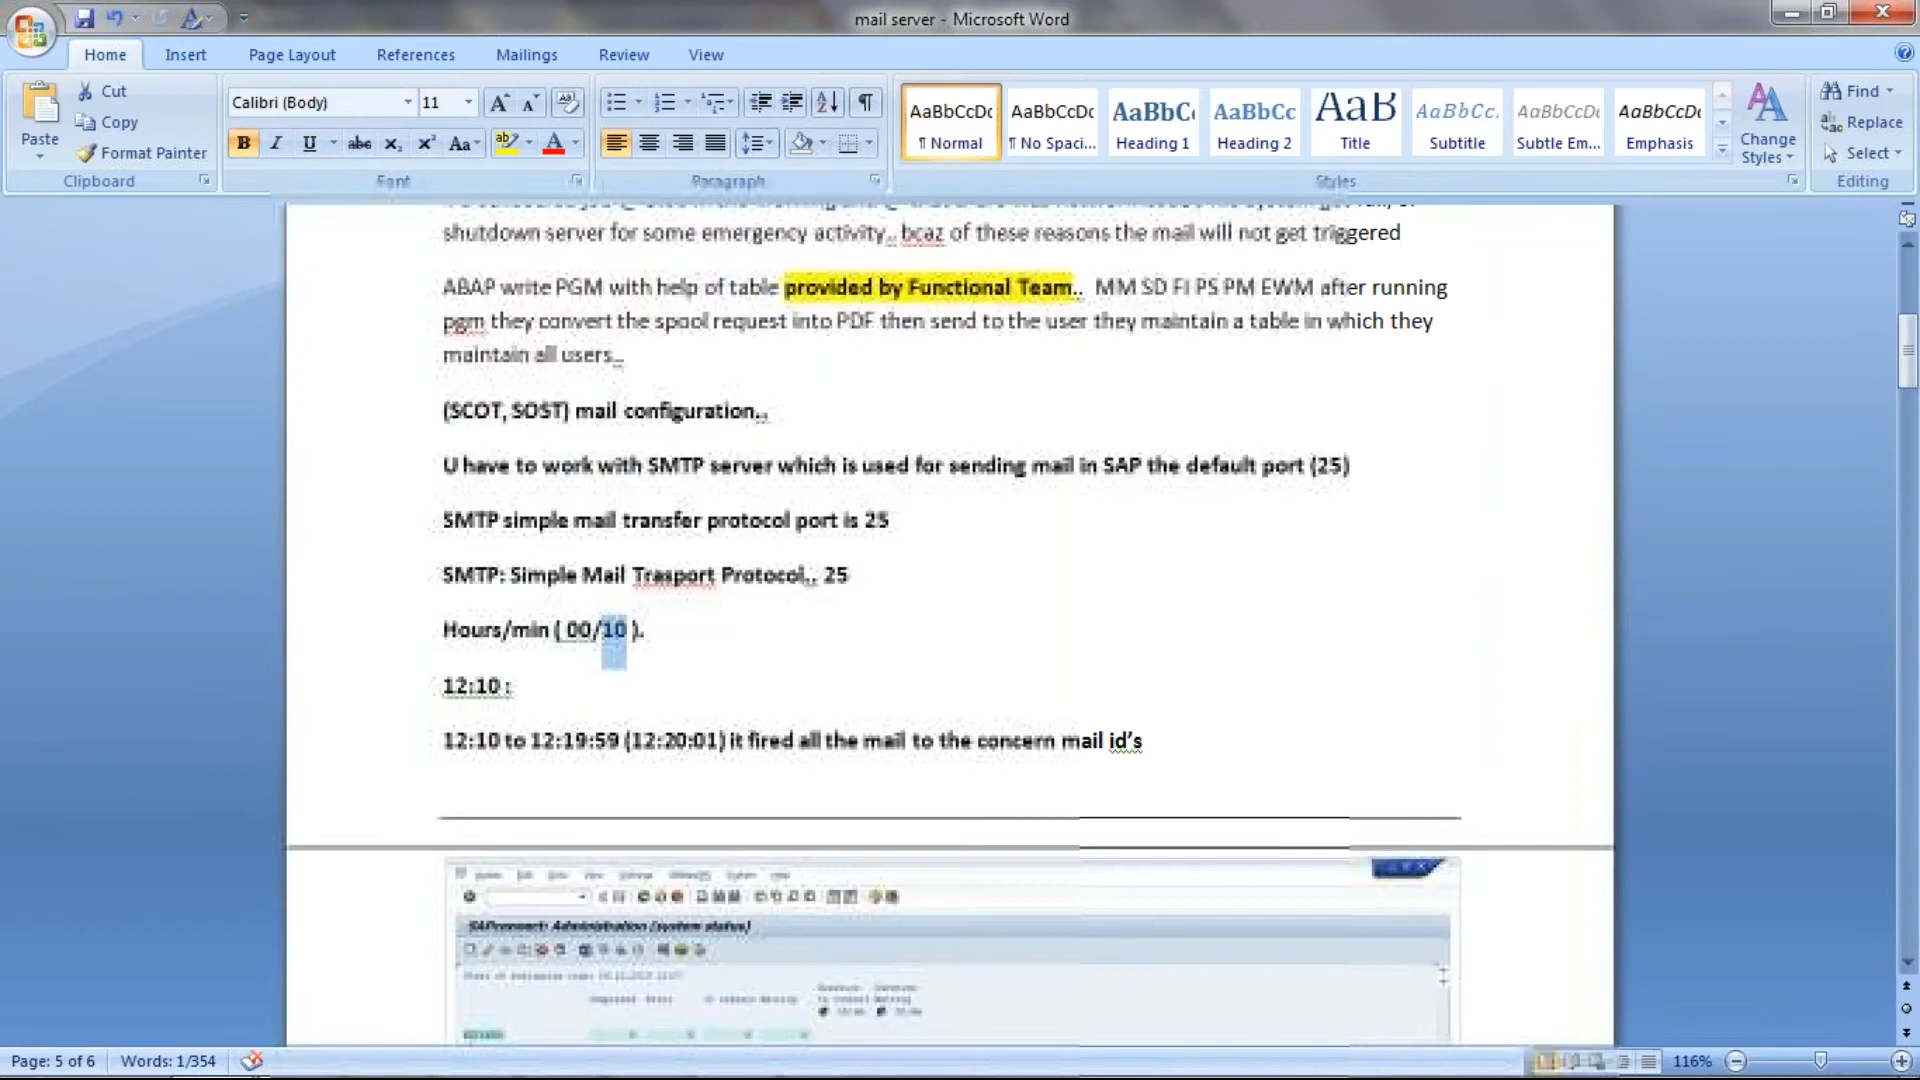 mail server - Microsoft Word
Home Insert Page Layout References Mailings Review View
Paste
Cut
Copy
Format Painter
Clipboard
Calibri (Body) 11
B I U abc X₂ X² Aa
Font
Paragraph
AaBbCcDc AaBbCcDc AaBbC AaBbCc AaB AaBbCc. AaBbCcDc AaBbCcDc
¶ Normal ¶ No Spaci... Heading 1 Heading 2 Title Subtitle Subtle Em... Emphasis
Change Styles
Styles
Find
Replace
Select
Editing
shutdown server for some emergency activity.. bcaz of these reasons the mail will not get triggered
ABAP write PGM with help of table provided by Functional Team.. MM SD FI PS PM EWM after running
pgm they convert the spool request into PDF then send to the user they maintain a table in which they
maintain all users..
(SCOT, SOST) mail configuration..
U have to work with SMTP server which is used for sending mail in SAP the default port (25)
SMTP simple mail transfer protocol port is 25
SMTP: Simple Mail Trasport Protocol.. 25
Hours/min ( 00/10 ).
12:10 :
12:10 to 12:19:59 (12:20:01) it fired all the mail to the concern mail id's
SAPconnect: Administration (system status)
Page: 5 of 6 Words: 1/354 116%